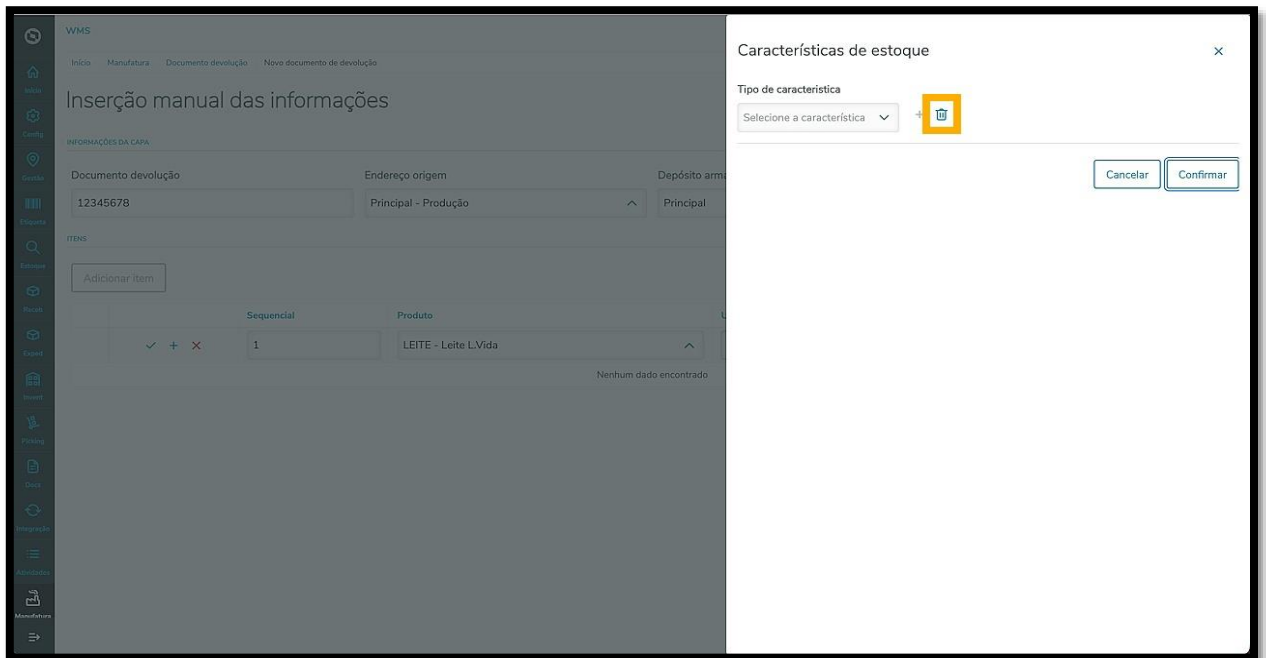 WMS
Início Manufatura Documento devolução Novo documento de devolução
Inserção manual das informações
INFORMAÇÕES DA CAPA
Documento devolução Endereço origem Depósito arma
12345678 Principal - Produção Principal
ITENS
Adicionar item
Sequencial Produto U
1 LEITE - Leite L.Vida
Nenhum dado encontrado
Início
Config
Gestão
Etiqueta
Estoque
Receb
Exped
Invent
Picking
Docs
Integração
Atividades
Manufatura
Características de estoque
Tipo de caracteristica
Selecione a característica
Cancelar Confirmar